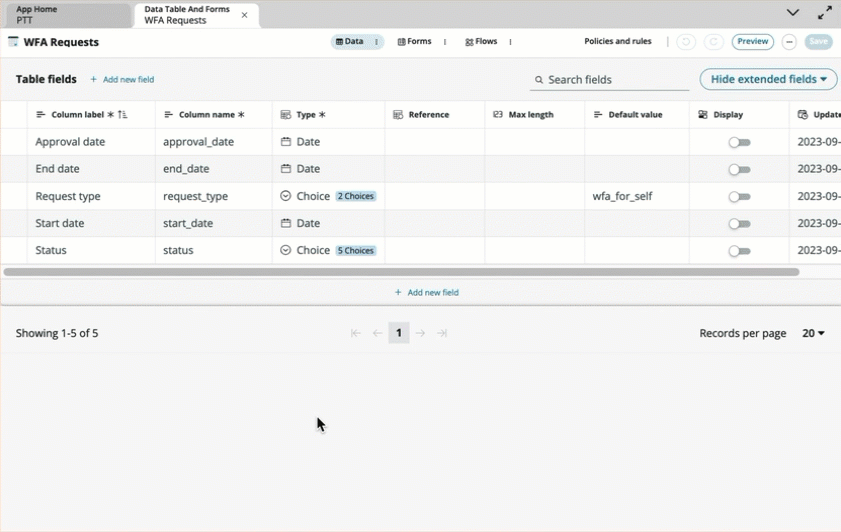 App Home
PTT
Data Table And Forms
WFA Requests
WFA Requests
Data
Forms
Flows
Policies and rules
Preview
Save
Table fields
+ Add new field
Search fields
Hide extended fields
Column label *
Column name *
Type *
Reference
Max length
Default value
Display
Update
Approval date approval_date Date 2023-09-
End date end_date Date 2023-09-
Request type request_type Choice 2 Choices wfa_for_self 2023-09-
Start date start_date Date 2023-09-
Status status Choice 5 Choices 2023-09-
+ Add new field
Showing 1-5 of 5
1
Records per page 20